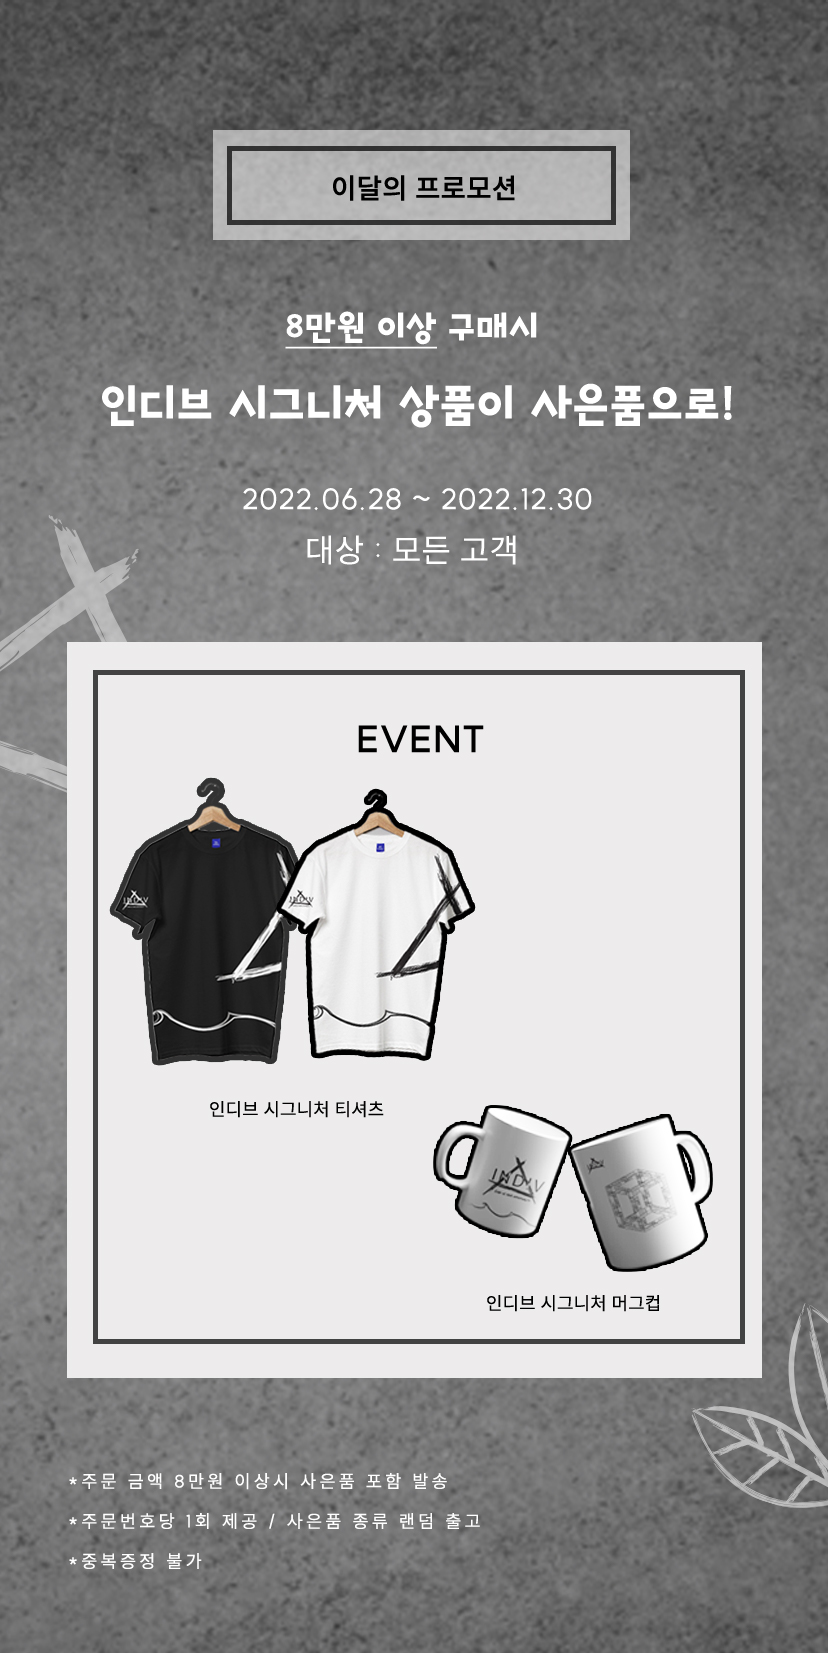 이달의 프로모션
8만원 이상 구매시
인디브 시그니처 상품이 사은품으로!
2022.06.28 ~ 2022.12.30
대상 : 모든 고객
EVENT
인디브 시그니처 티셔츠
INDIV
인디브 시그니처 머그컵
*주문 금액 8만원 이상시 사은품 포함 발송
*주문번호당 1회 제공 / 사은품 종류 랜덤 출고
*중복증정 불가